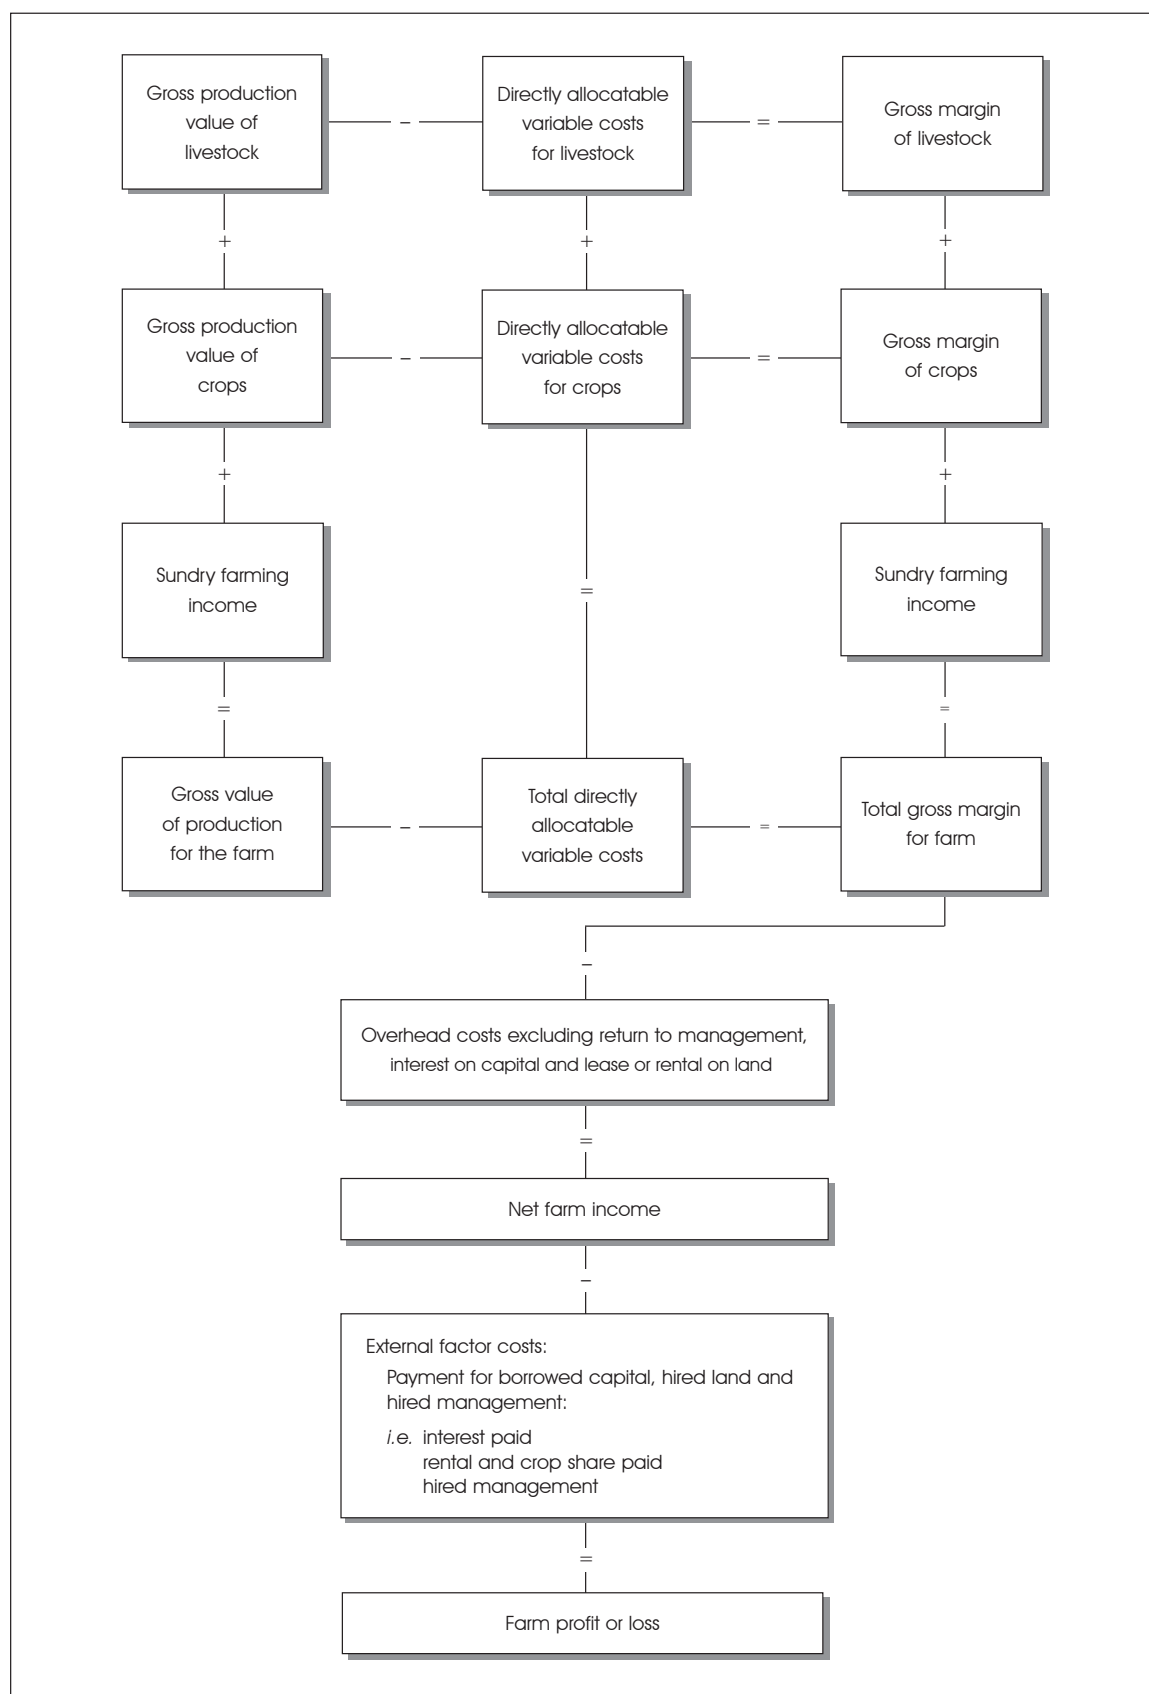 Gross production
value of
livestock
–
Directly allocatable
variable costs
for livestock
=
Gross margin
of livestock
+
+
+
Gross production
value of
crops
–
Directly allocatable
variable costs
for crops
=
Gross margin
of crops
+
+
Sundry farming
income
=
Sundry farming
income
=
=
Gross value
of production
for the farm
–
Total directly
allocatable
variable costs
=
Total gross margin
for farm
–
Overhead costs excluding return to management,
interest on capital and lease or rental on land
=
Net farm income
–
External factor costs:
Payment for borrowed capital, hired land and
hired management:
i.e. interest paid
rental and crop share paid
hired management
=
Farm profit or loss